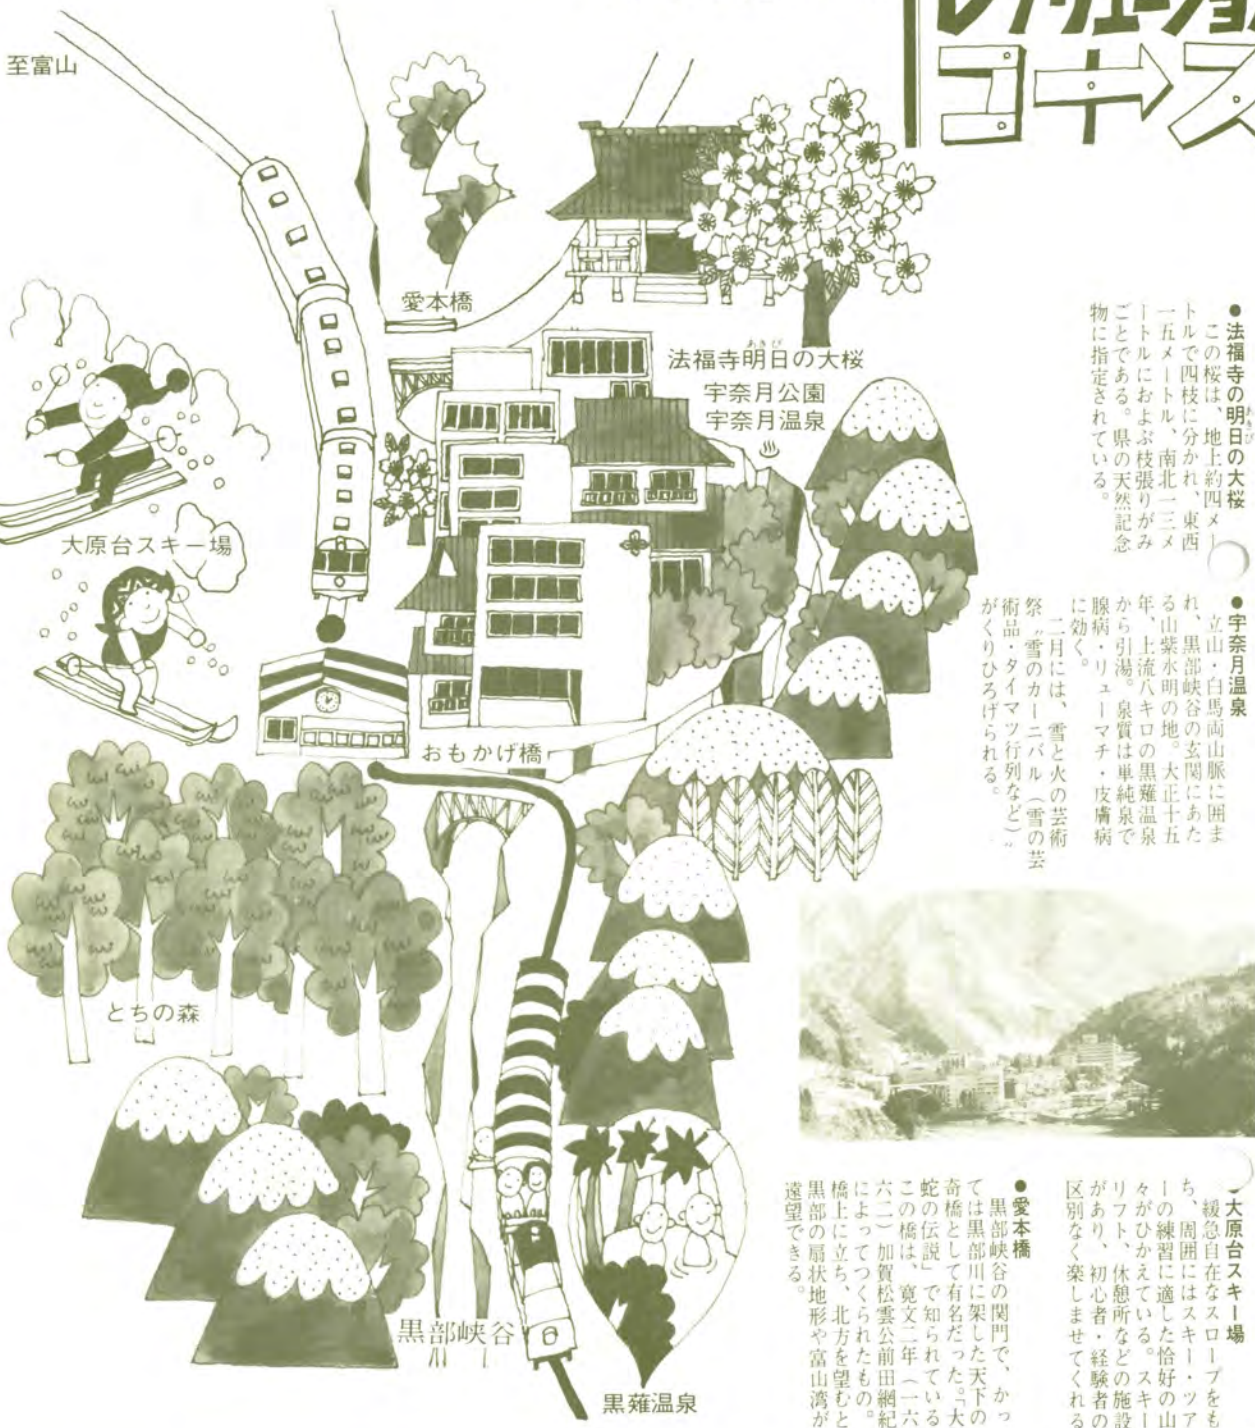 レクリエーション
コース
至富山
愛本橋
法福寺明日の大桜
あきび
宇奈月公園
宇奈月温泉
大原台スキー場
おもかげ橋
とちの森
黒部峡谷
黒薙温泉
●法福寺の明日の大桜
あきび
この桜は、地上約四メー
トルで四枝に分かれ、東西
一五メートル、南北一三メ
ートルにおよぶ枝張りがみ
ごとである。県の天然記念
物に指定されている。
●宇奈月温泉
立山・白馬両山脈に囲ま
れ、黒部峡谷の玄関にあた
る山紫水明の地。大正十五
年、上流八キロの黒薙温泉
から引湯。泉質は単純泉で
腺病・リューマチ・皮膚病
に効く。
二月には、雪と火の芸術
祭〝雪のカーニバル（雪の芸
術品・タイマツ行列など）〟
がくりひろげられる。
大原台スキー場
緩急自在なスロープをも
ち、周囲にはスキー・ツア
ーの練習に適した恰好の山
々がひかえている。スキー
リフト、休憩所などの施設
があり、初心者・経験者の
区別なく楽しませてくれる
●愛本橋
黒部峡谷の関門で、かつ
ては黒部川に架した天下の
奇橋として有名だった。「大
蛇の伝説」で知られている
この橋は、寛文二年（一六
六二）加賀松雲公前田綱紀
によってつくられたもの。
橋上に立ち、北方を望むと
黒部の扇状地形や富山湾が
遠望できる。